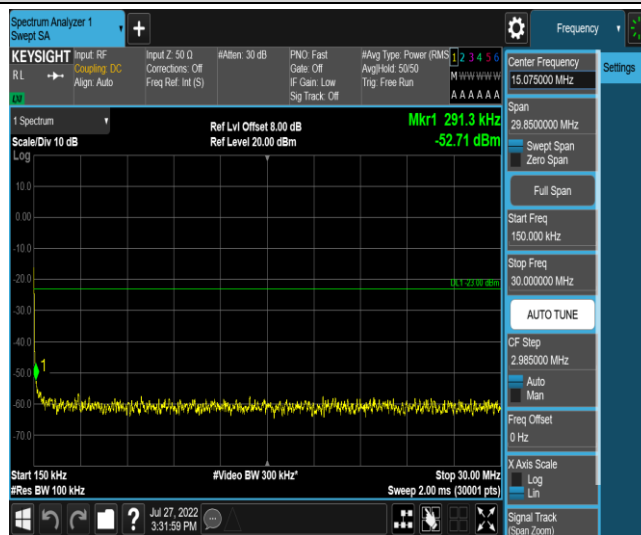 Spectrum Analyzer 1
Swept SA
Frequency
KEYSIGHT
RL
LXI
Input: RF
Coupling: DC
Align: Auto
Input Z: 50 Ω
Corrections: Off
Freq Ref: Int (S)
#Atten: 30 dB
PNO: Fast
Gate: Off
IF Gain: Low
Sig Track: Off
#Avg Type: Power (RMS
Avg|Hold: 50/50
Trig: Free Run
1 2 3 4 5 6
M W W W W W
A A A A A A
1 Spectrum
Scale/Div 10 dB
Log
Ref Lvl Offset 8.00 dB
Ref Level 20.00 dBm
Mkr1 291.3 kHz
-52.71 dBm
10.0
0.00
-10.0
-20.0
DL1 -23.00 dBm
-30.0
-40.0
1
-50.0
-60.0
-70.0
Start 150 kHz
#Res BW 100 kHz
#Video BW 300 kHz*
Stop 30.00 MHz
Sweep 2.00 ms (30001 pts)
?
Jul 27, 2022
3:31:59 PM
Center Frequency
15.075000 MHz
Settings
Span
29.8500000 MHz
Swept Span
Zero Span
Full Span
Start Freq
150.000 kHz
Stop Freq
30.000000 MHz
AUTO TUNE
CF Step
2.985000 MHz
Auto
Man
Freq Offset
0 Hz
X Axis Scale
Log
Lin
Signal Track
(Span Zoom)